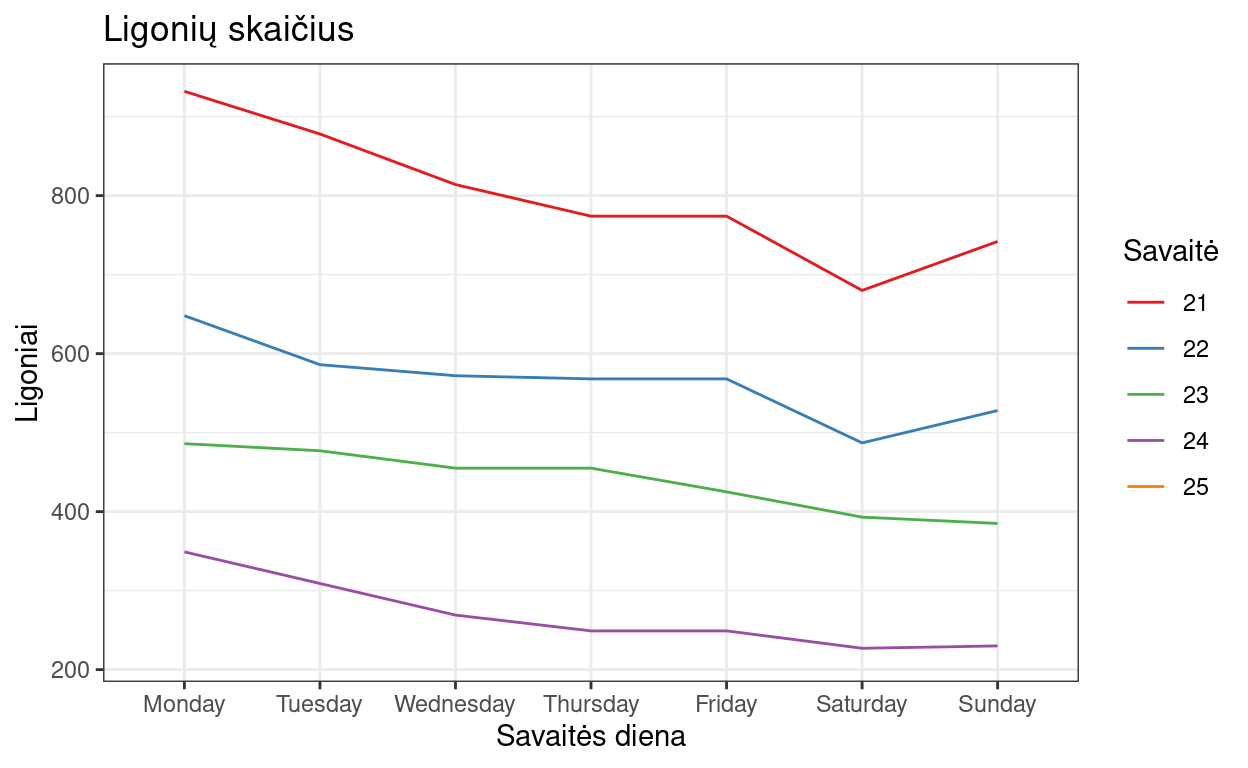 Ligonių skaičius
Ligoniai
800
600
400
200
Monday Tuesday Wednesday Thursday Friday Saturday Sunday
Savaitės diena
Savaitė
21
22
23
24
25